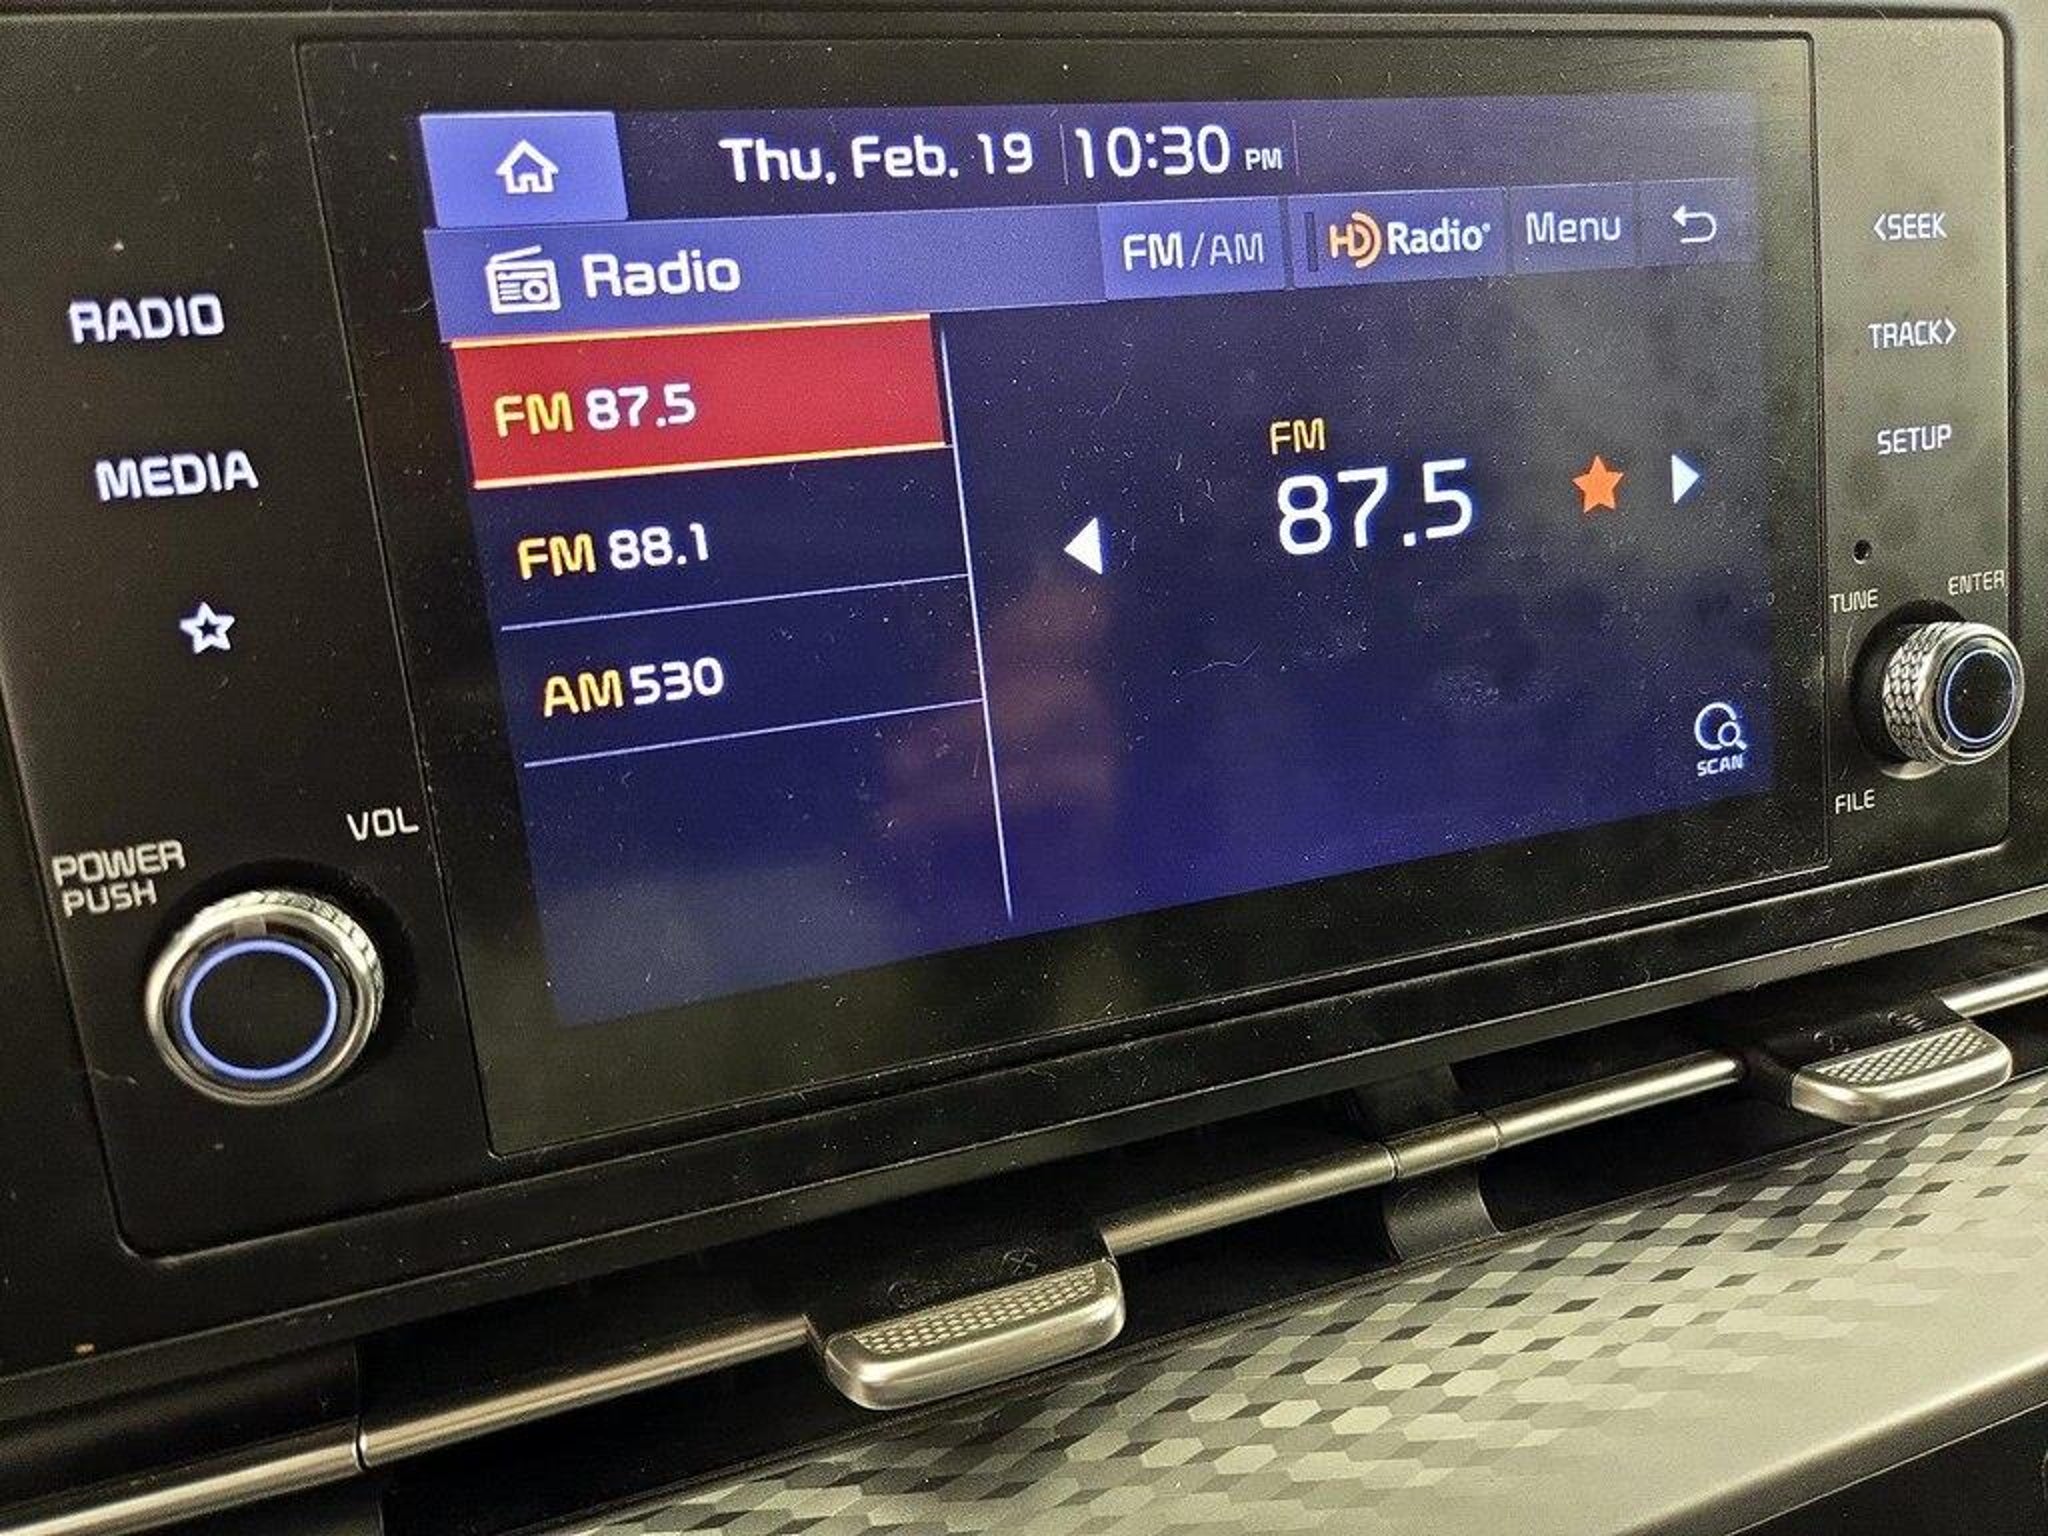 Thu, Feb. 19 10:30 PM
Radio FM/AM HD Radio® Menu
FM 87.5
FM 88.1
AM 530
FM
87.5
SCAN
RADIO
MEDIA
VOL
POWER
PUSH
<SEEK
TRACK>
SETUP
TUNE
ENTER
FILE